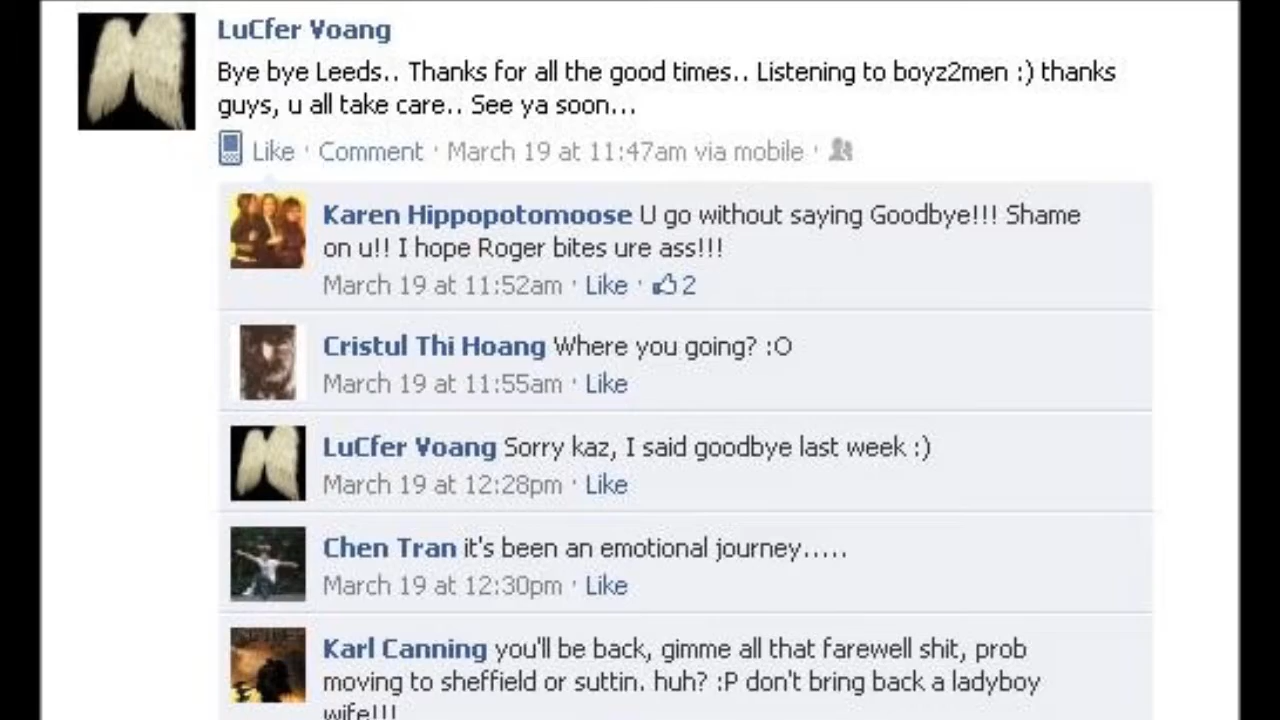 LuCfer Voang
Bye bye Leeds.. Thanks for all the good times.. Listening to boyz2men :) thanks
guys, u all take care.. See ya soon...
Like · Comment · March 19 at 11:47am via mobile ·
Karen Hippopotomoose U go without saying Goodbye!!! Shame
on u!! I hope Roger bites ure ass!!!
March 19 at 11:52am · Like · 2
Cristul Thi Hoang Where you going? :O
March 19 at 11:55am · Like
LuCfer Voang Sorry kaz, I said goodbye last week :)
March 19 at 12:28pm · Like
Chen Tran it's been an emotional journey.....
March 19 at 12:30pm · Like
Karl Canning you'll be back, gimme all that farewell shit, prob
moving to sheffield or suttin. huh? :P don't bring back a ladyboy
wife!!!